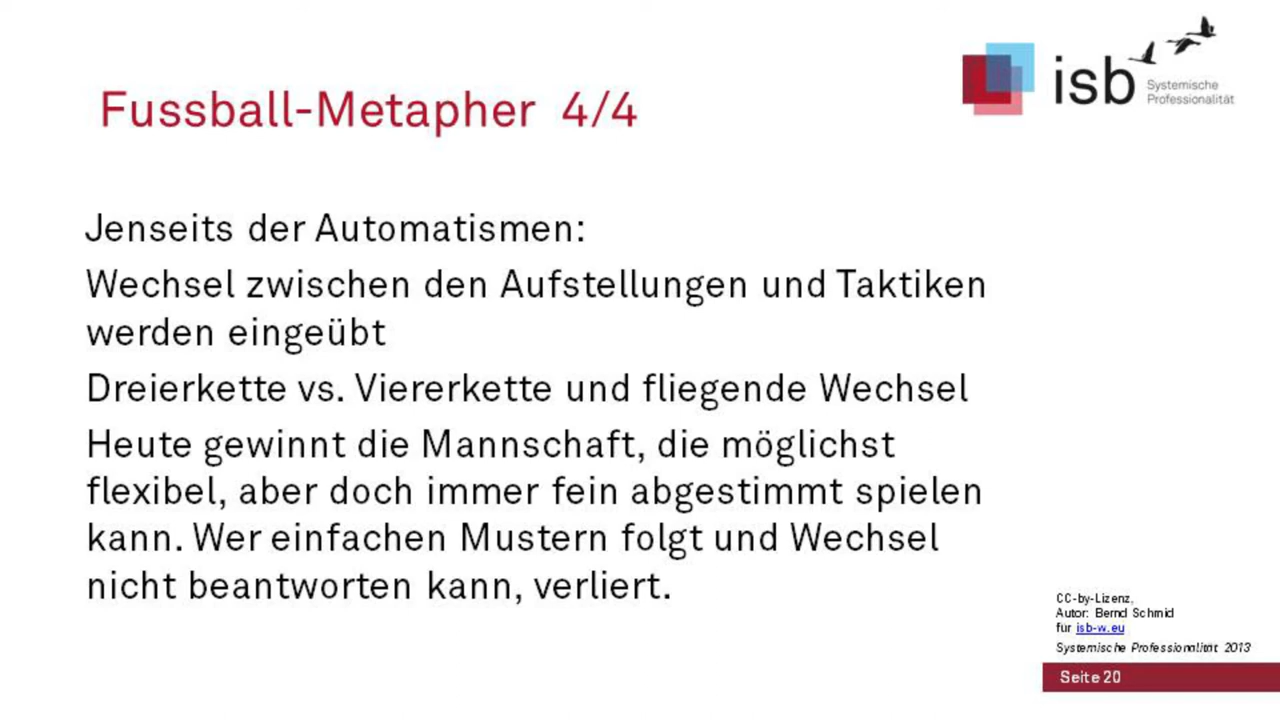 Fussball-Metapher 4/4
isb
Systemische
Professionalität
Jenseits der Automatismen:
Wechsel zwischen den Aufstellungen und Taktiken
werden eingeübt
Dreierkette vs. Viererkette und fliegende Wechsel
Heute gewinnt die Mannschaft, die möglichst
flexibel, aber doch immer fein abgestimmt spielen
kann. Wer einfachen Mustern folgt und Wechsel
nicht beantworten kann, verliert.
CC-by-Lizenz,
Autor: Bernd Schmid
für isb-w.eu
Systemische Professionalität 2013
Seite 20